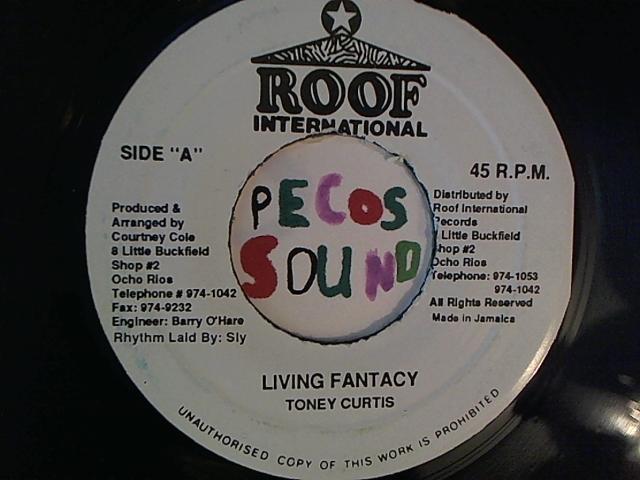 ROOF
INTERNATIONAL
SIDE "A"
45 R.P.M.
Produced &
Arranged by
Courtney Cole
8 Little Buckfield
Shop #2
Ocho Rios
Telephone # 974-1042
Fax: 974-9232
Engineer: Barry O'Hare
Rhythm Laid By: Sly
PECOS
SOUND
Distributed by
Roof International
Records
Little Buckfield
Shop #2
Ocho Rios
Telephone: 974-1053
974-1042
All Rights Reserved
Made in Jamaica
LIVING FANTACY
TONEY CURTIS
UNAUTHORISED COPY OF THIS WORK IS PROHIBITED